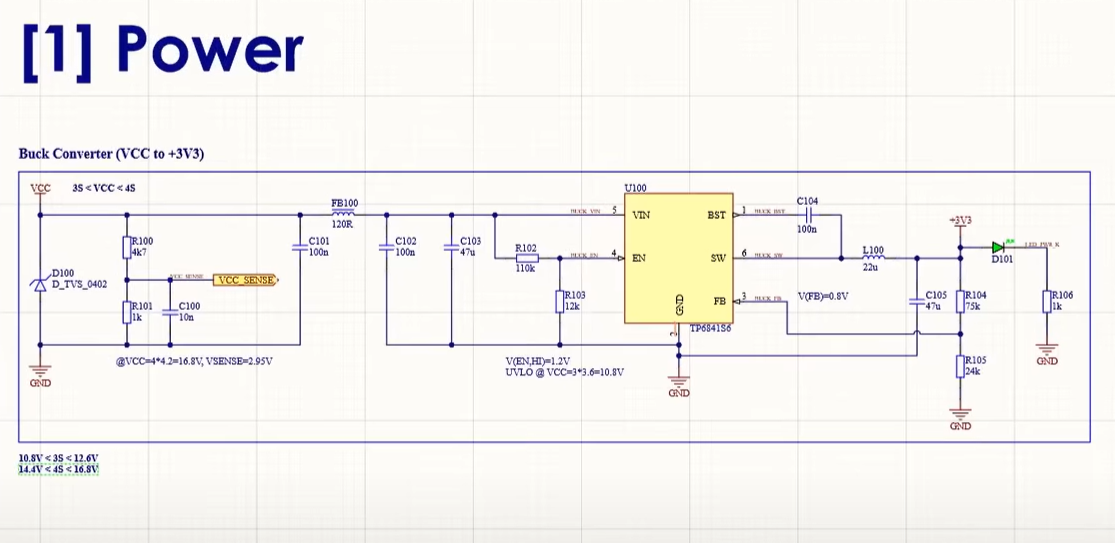 [1] Power
Buck Converter (VCC to +3V3)
VCC
3S < VCC < 4S
R100
4k7
D100
D_TVS_0402
VCC_SENSE
VCC_SENSE
R101
1k
C100
10n
GND
@VCC=4*4.2=16.8V, VSENSE=2.95V
C101
100n
FB100
120R
C102
100n
C103
47u
R102
110k
R103
12k
V(EN,HI)=1.2V
UVLO @ VCC=3*3.6=10.8V
BUCK_VIN
BUCK_EN
U100
5
VIN
4
EN
GND
2
BST
1
SW
6
FB
3
TP6841S6
GND
BUCK_BST
BUCK_SW
BUCK_FB
C104
100n
L100
22u
V(FB)=0.8V
C105
47u
+3V3
R104
75k
R105
24k
GND
D101
LED_PWR_K
R106
1k
GND
10.8V < 3S < 12.6V
14.4V < 4S < 16.8V